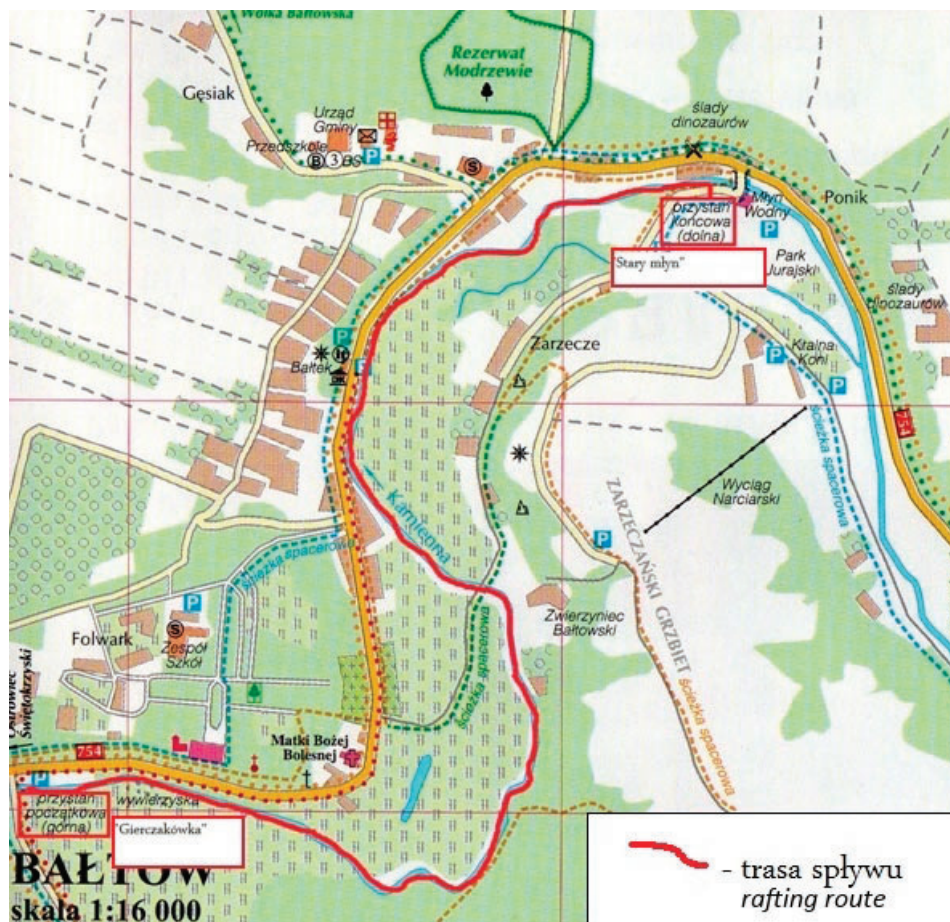 Wólka Bałtowska
Rezerwat
Modrzewie
Gęsiak
Urząd
Gminy
Przedszkole
B 3 BS
P
S
ślady
dinozaurów
Ponik
Młyn
Wodny
P
przystań
końcowa
(dolna)
Stary młyn"
Park
Jurajski
ślady
dinozaurów
Zarzecze
P
Bałtek
P
Kraina
Koni
P
P
754
ścieżka spacerowa
Wyciąg
Narciarski
Kamienna
ścieżka spacerowa
ZARZECZAŃSKI GRZBIET
P
Zwierzyniec
Bałtowski
P
Folwark
S
Zespół
Szkół
ścieżka spacerowa
ścieżka spacerowa
Ostrowiec
Świętokrzyski
Matki Bożej
Bolesnej
754
P
przystań
początkowa
(górna)
wywierzyska
"Gierczakówka"
BAŁTÓW
skala 1:16 000
- trasa spływu
rafting route